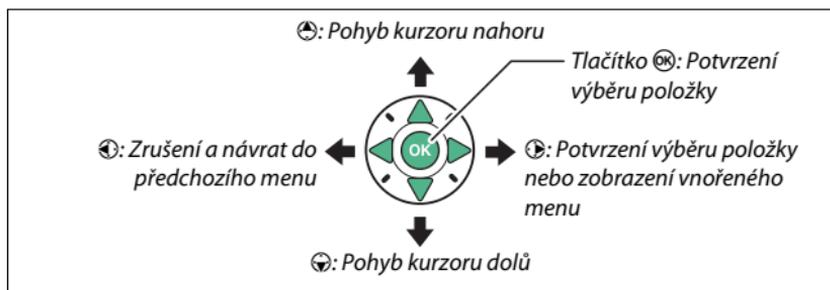 : Pohyb kurzoru nahoru
Tlačítko OK: Potvrzení
výběru položky
: Zrušení a návrat do
předchozího menu
OK
: Potvrzení výběru položky
nebo zobrazení vnořeného
menu
: Pohyb kurzoru dolů